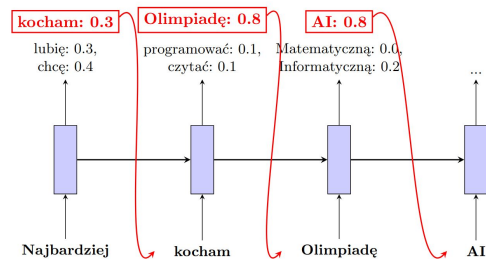 kocham: 0.3 Olimpiadę: 0.8 AI: 0.8
lubię: 0.3, programować: 0.1, Matematyczną: 0.0,
chcę: 0.4 czytać: 0.1 Informatyczną: 0.2 ...
Najbardziej kocham Olimpiadę AI